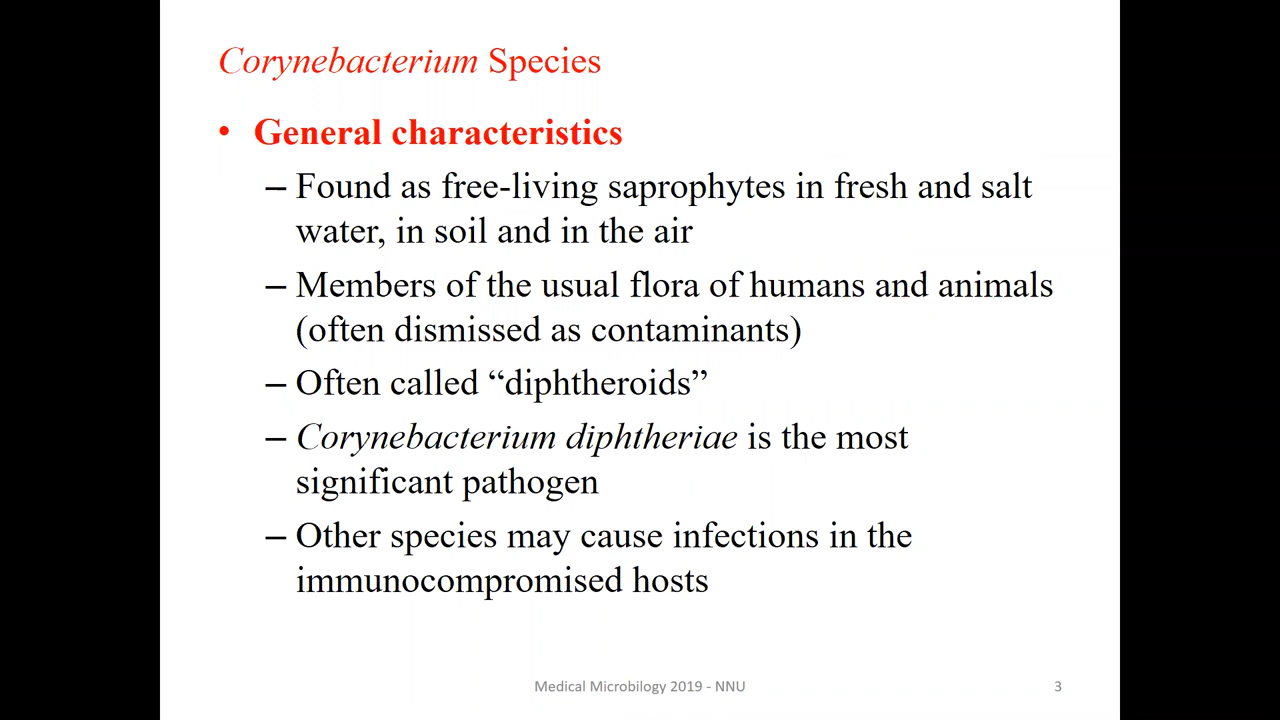 Corynebacterium Species
• General characteristics
– Found as free-living saprophytes in fresh and salt
water, in soil and in the air
– Members of the usual flora of humans and animals
(often dismissed as contaminants)
– Often called “diphtheroids”
– Corynebacterium diphtheriae is the most
significant pathogen
– Other species may cause infections in the
immunocompromised hosts
Medical Microbilogy 2019 - NNU
3